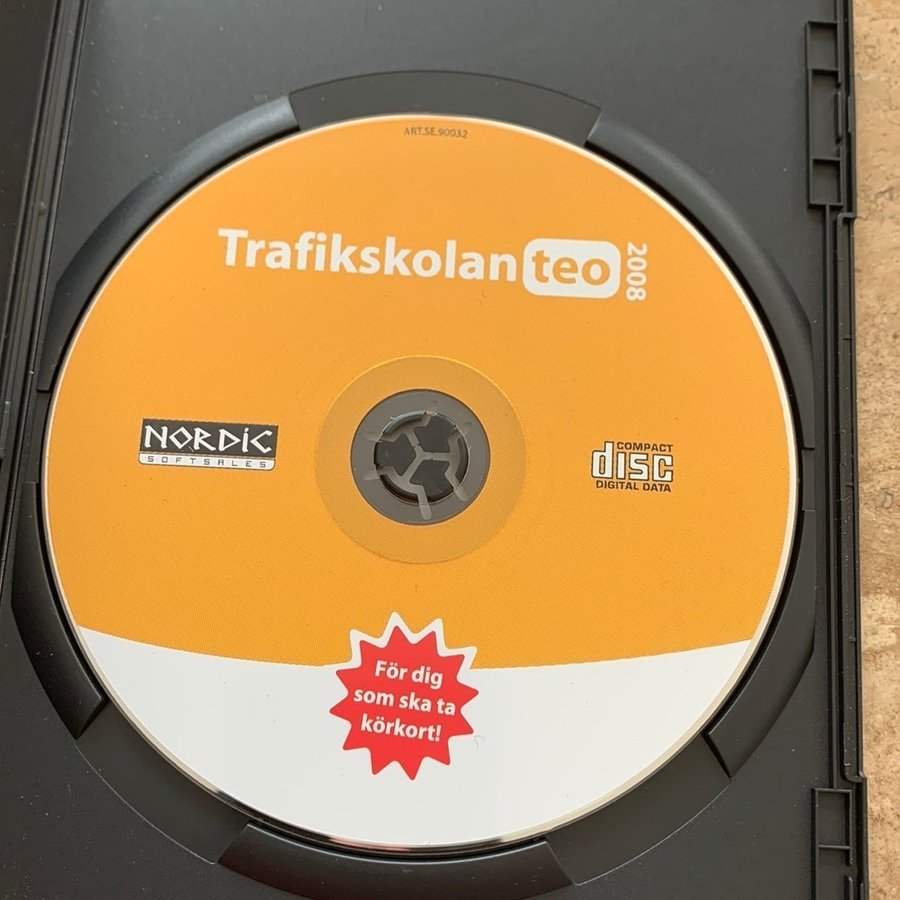 ART.SE.90032
Trafikskolan teo 2008
NORDIC
SOFTSALES
COMPACT
disc
DIGITAL DATA
För dig
som ska ta
körkort!